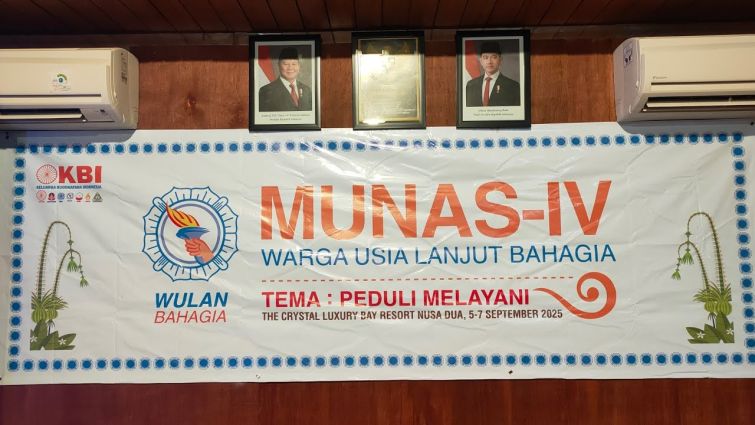 KBI
KELUARGA BUDDHAYANA INDONESIA
WULAN
BAHAGIA
MUNAS-IV
WARGA USIA LANJUT BAHAGIA
TEMA : PEDULI MELAYANI
THE CRYSTAL LUXURY BAY RESORT NUSA DUA, 5-7 SEPTEMBER 2025